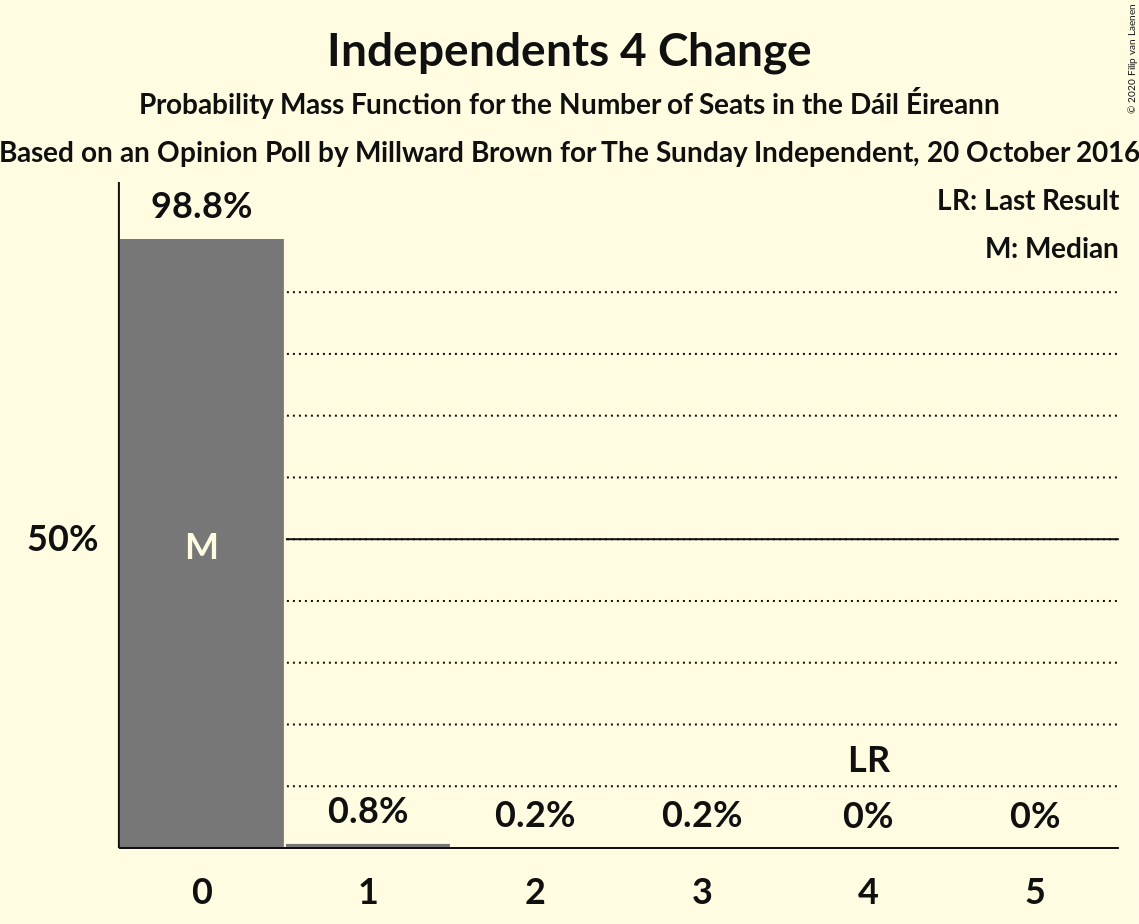 Independents 4 Change
Probability Mass Function for the Number of Seats in the Dáil Éireann
Based on an Opinion Poll by Millward Brown for The Sunday Independent, 20 October 2016
© 2020 Filip van Laenen
LR: Last Result
M: Median
98.8%
50%
M
LR
0.8%
0.2%
0.2%
0%
0%
0 1 2 3 4 5